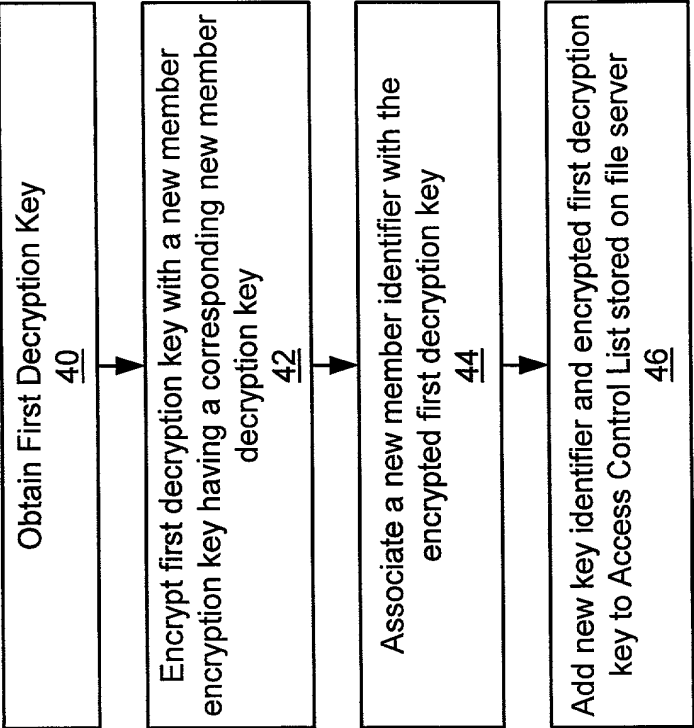 Obtain First Decryption Key
40
Encrypt first decryption key with a new member
encryption key having a corresponding new member
decryption key
42
Associate a new member identifier with the
encrypted first decryption key
44
Add new key identifier and encrypted first decryption
key to Access Control List stored on file server
46